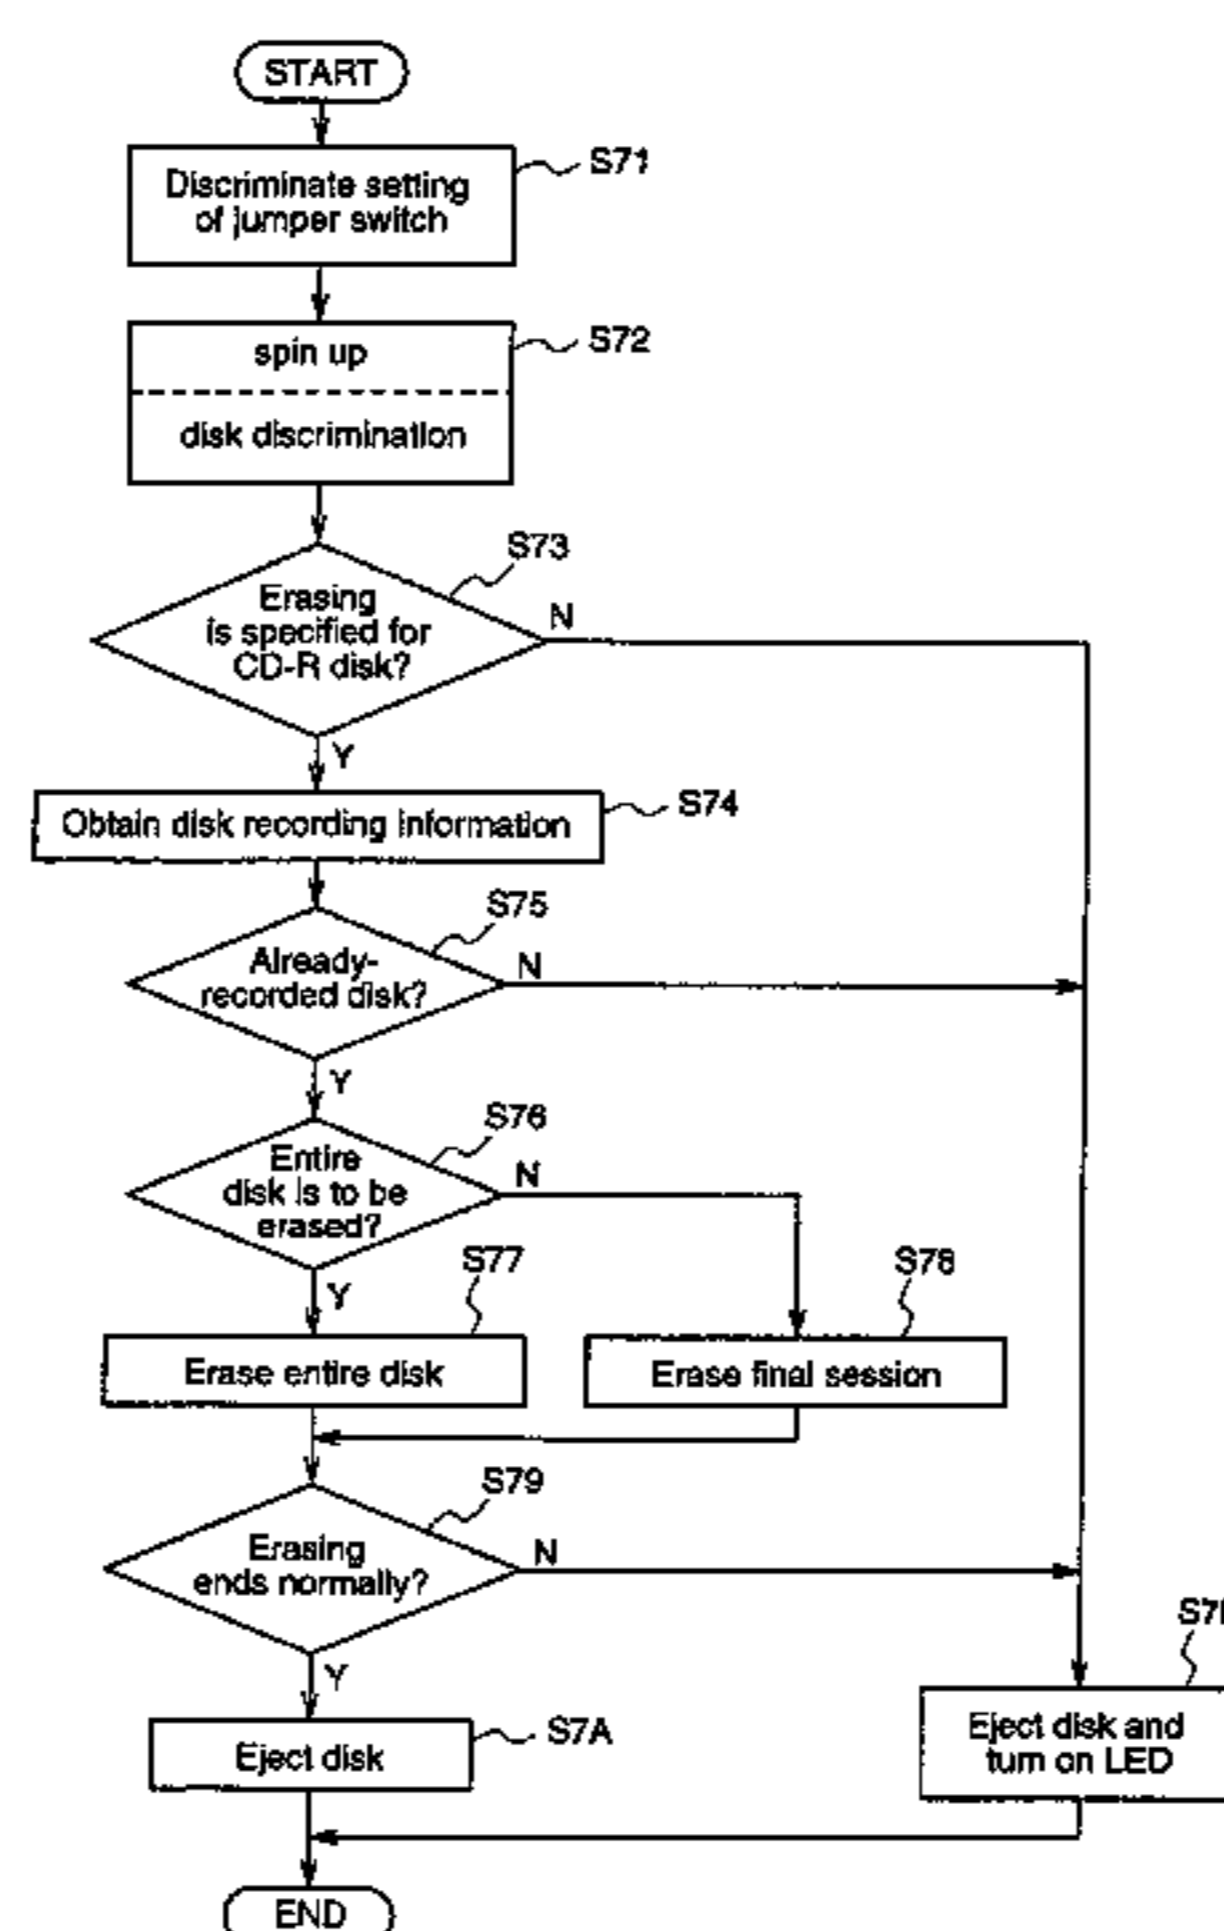 START
S71
Discriminate setting
of jumper switch
S72
spin up
disk discrimination
S73
Erasing
is specified for
CD-R disk?
N
Y
S74
Obtain disk recording information
S75
Already-
recorded disk?
N
Y
S76
Entire
disk is to be
erased?
N
Y
S77
S78
Erase entire disk
Erase final session
S79
Erasing
ends normally?
N
Y
S7A
Eject disk
Eject disk and
turn on LED
END